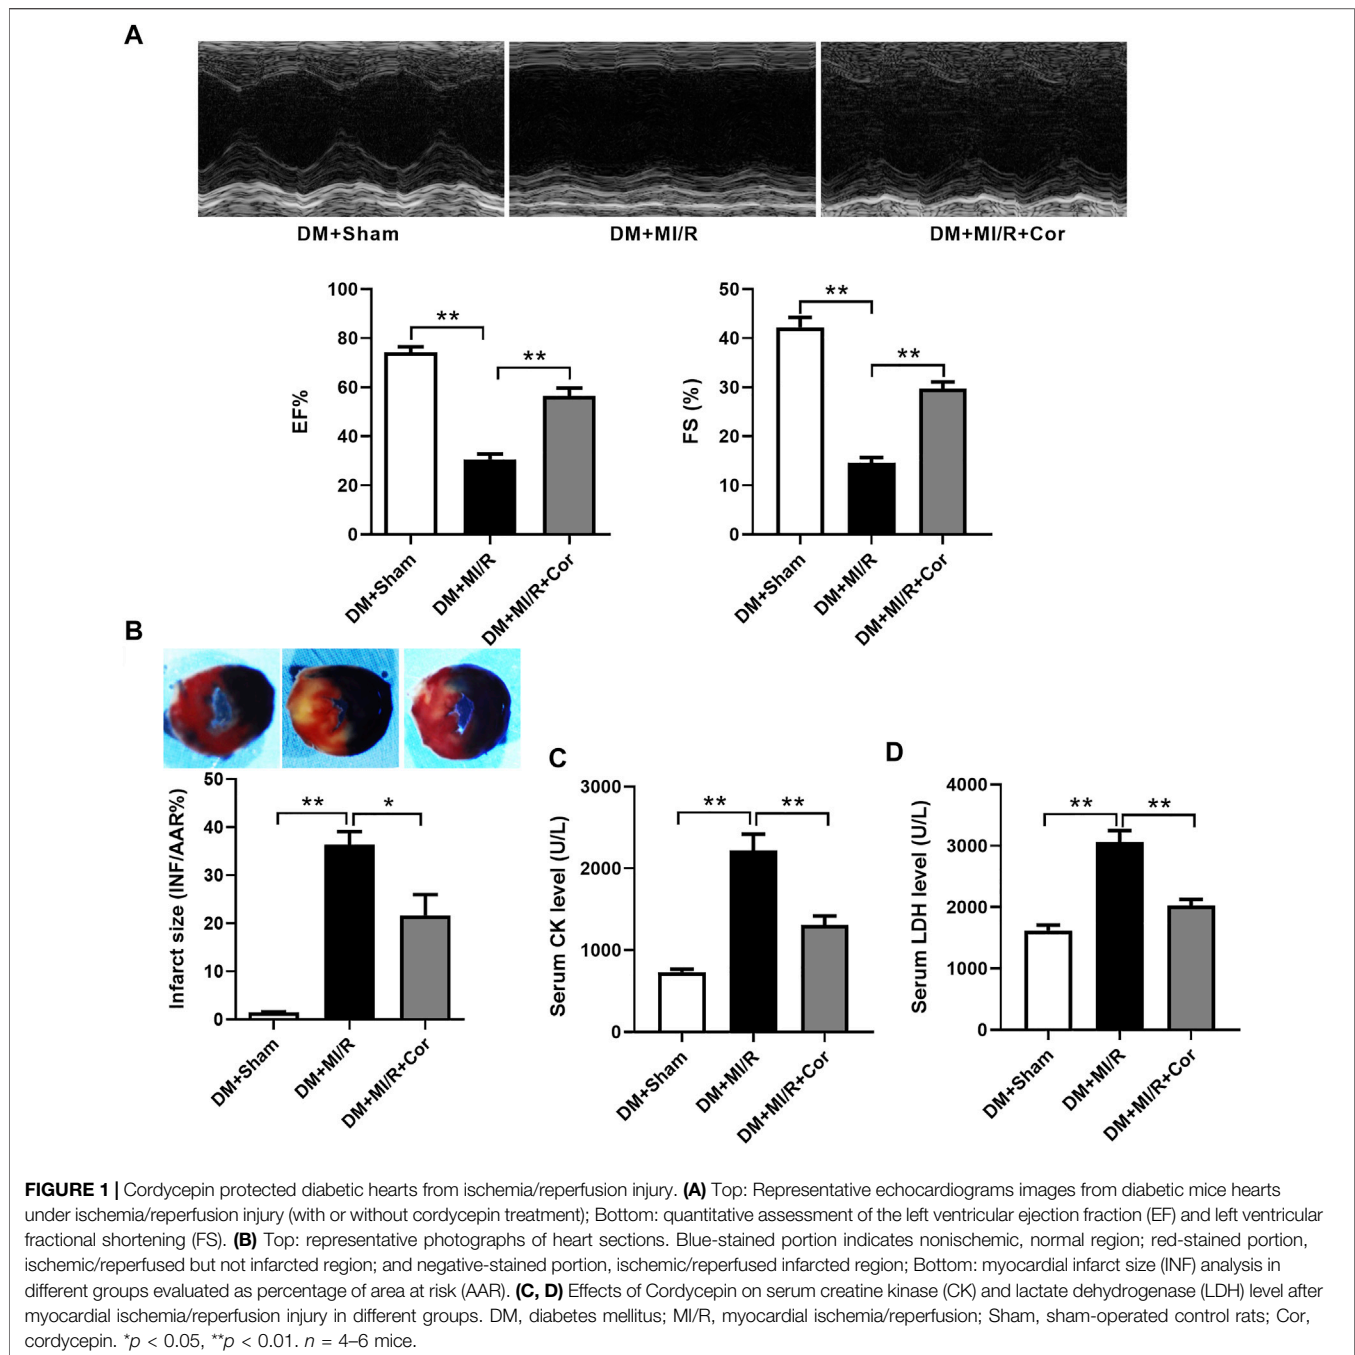 A
DM+Sham
DM+MI/R
DM+MI/R+Cor
100
80
60
40
20
0
EF%
**
**
DM+Sham
DM+MI/R
DM+MI/R+Cor
50
40
30
20
10
0
FS (%)
**
**
DM+Sham
DM+MI/R
DM+MI/R+Cor
B
50
40
30
20
10
0
Infarct size (INF/AAR%)
**
*
DM+Sham
DM+MI/R
DM+MI/R+Cor
C
3000
2000
1000
0
Serum CK level (U/L)
**
**
DM+Sham
DM+MI/R
DM+MI/R+Cor
D
4000
3000
2000
1000
0
Serum LDH level (U/L)
**
**
DM+Sham
DM+MI/R
DM+MI/R+Cor
FIGURE 1 | Cordycepin protected diabetic hearts from ischemia/reperfusion injury. (A) Top: Representative echocardiograms images from diabetic mice hearts
under ischemia/reperfusion injury (with or without cordycepin treatment); Bottom: quantitative assessment of the left ventricular ejection fraction (EF) and left ventricular
fractional shortening (FS). (B) Top: representative photographs of heart sections. Blue-stained portion indicates nonischemic, normal region; red-stained portion,
ischemic/reperfused but not infarcted region; and negative-stained portion, ischemic/reperfused infarcted region; Bottom: myocardial infarct size (INF) analysis in
different groups evaluated as percentage of area at risk (AAR). (C, D) Effects of Cordycepin on serum creatine kinase (CK) and lactate dehydrogenase (LDH) level after
myocardial ischemia/reperfusion injury in different groups. DM, diabetes mellitus; MI/R, myocardial ischemia/reperfusion; Sham, sham-operated control rats; Cor,
cordycepin. *p < 0.05, **p < 0.01. n = 4–6 mice.